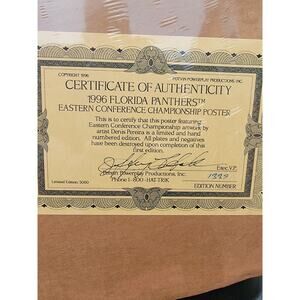 COPYRIGHT 1996
POTVIN POWERPLAY PRODUCTIONS INC.
CERTIFICATE OF AUTHENTICITY
1996 FLORIDA PANTHERS™
EASTERN CONFERENCE CHAMPIONSHIP POSTER
This is to certify that this poster featuring
Eastern Conference Championship artwork by
artist Denis Pereira is a limited and hand
numbered edition. All plates and negatives
have been destroyed upon completion of this
first edition.
Exec. V.P.
Potvin Powerplay Productions, Inc.
Phone 1-800-HAT-TRIK
Limited Edition: 5000
EDITION NUMBER